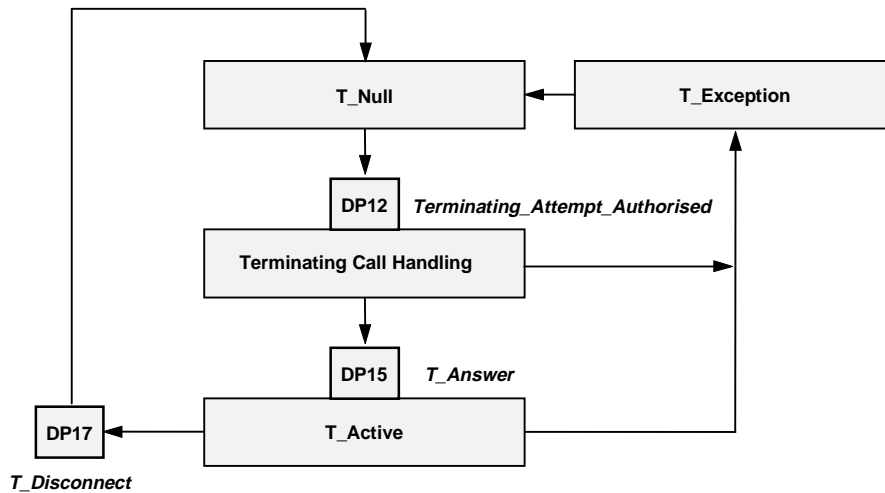 T_Null
T_Exception
DP12
Terminating_Attempt_Authorised
Terminating Call Handling
DP15
T_Answer
T_Active
DP17
T_Disconnect